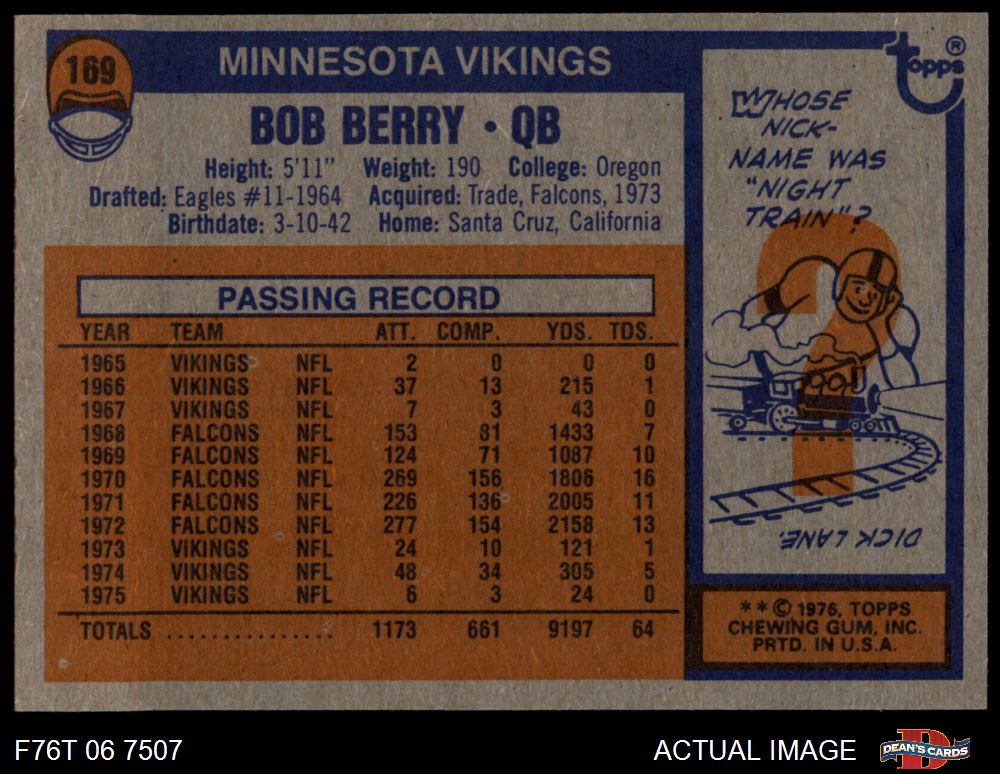 169
MINNESOTA VIKINGS
BOB BERRY • QB
Height: 5'11" Weight: 190 College: Oregon
Drafted: Eagles #11-1964 Acquired: Trade, Falcons, 1973
Birthdate: 3-10-42 Home: Santa Cruz, California
PASSING RECORD
YEAR TEAM ATT. COMP. YDS. TDS.
1965 VIKINGS NFL 2 0 0 0
1966 VIKINGS NFL 37 13 215 1
1967 VIKINGS NFL 7 3 43 0
1968 FALCONS NFL 153 81 1433 7
1969 FALCONS NFL 124 71 1087 10
1970 FALCONS NFL 269 156 1806 16
1971 FALCONS NFL 226 136 2005 11
1972 FALCONS NFL 277 154 2158 13
1973 VIKINGS NFL 24 10 121 1
1974 VIKINGS NFL 48 34 305 5
1975 VIKINGS NFL 6 3 24 0
TOTALS ................ 1173 661 9197 64
topps ®
WHOSE
NICK-
NAME WAS
"NIGHT
TRAIN"?
?
DICK LANE.
* * © 1976, TOPPS
CHEWING GUM, INC.
PRTD. IN U.S.A.
F76T 06 7507
ACTUAL IMAGE
D
DEAN'S CARDS